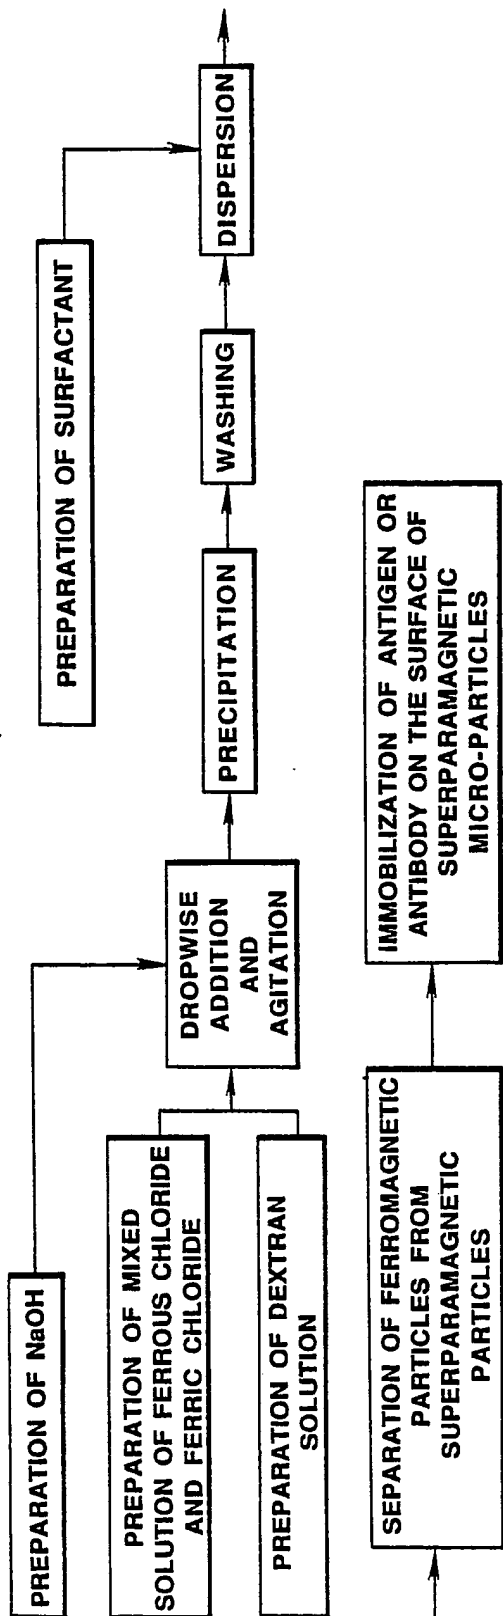 PREPARATION OF NaOH
PREPARATION OF MIXED
SOLUTION OF FERROUS CHLORIDE
AND FERRIC CHLORIDE
PREPARATION OF DEXTRAN
SOLUTION
DROPWISE
ADDITION
AND
AGITATION
PRECIPITATION
WASHING
PREPARATION OF SURFACTANT
DISPERSION
SEPARATION OF FERROMAGNETIC
PARTICLES FROM
SUPERPARAMAGNETIC
PARTICLES
IMMOBILIZATION OF ANTIGEN OR
ANTIBODY ON THE SURFACE OF
SUPERPARAMAGNETIC
MICRO-PARTICLES